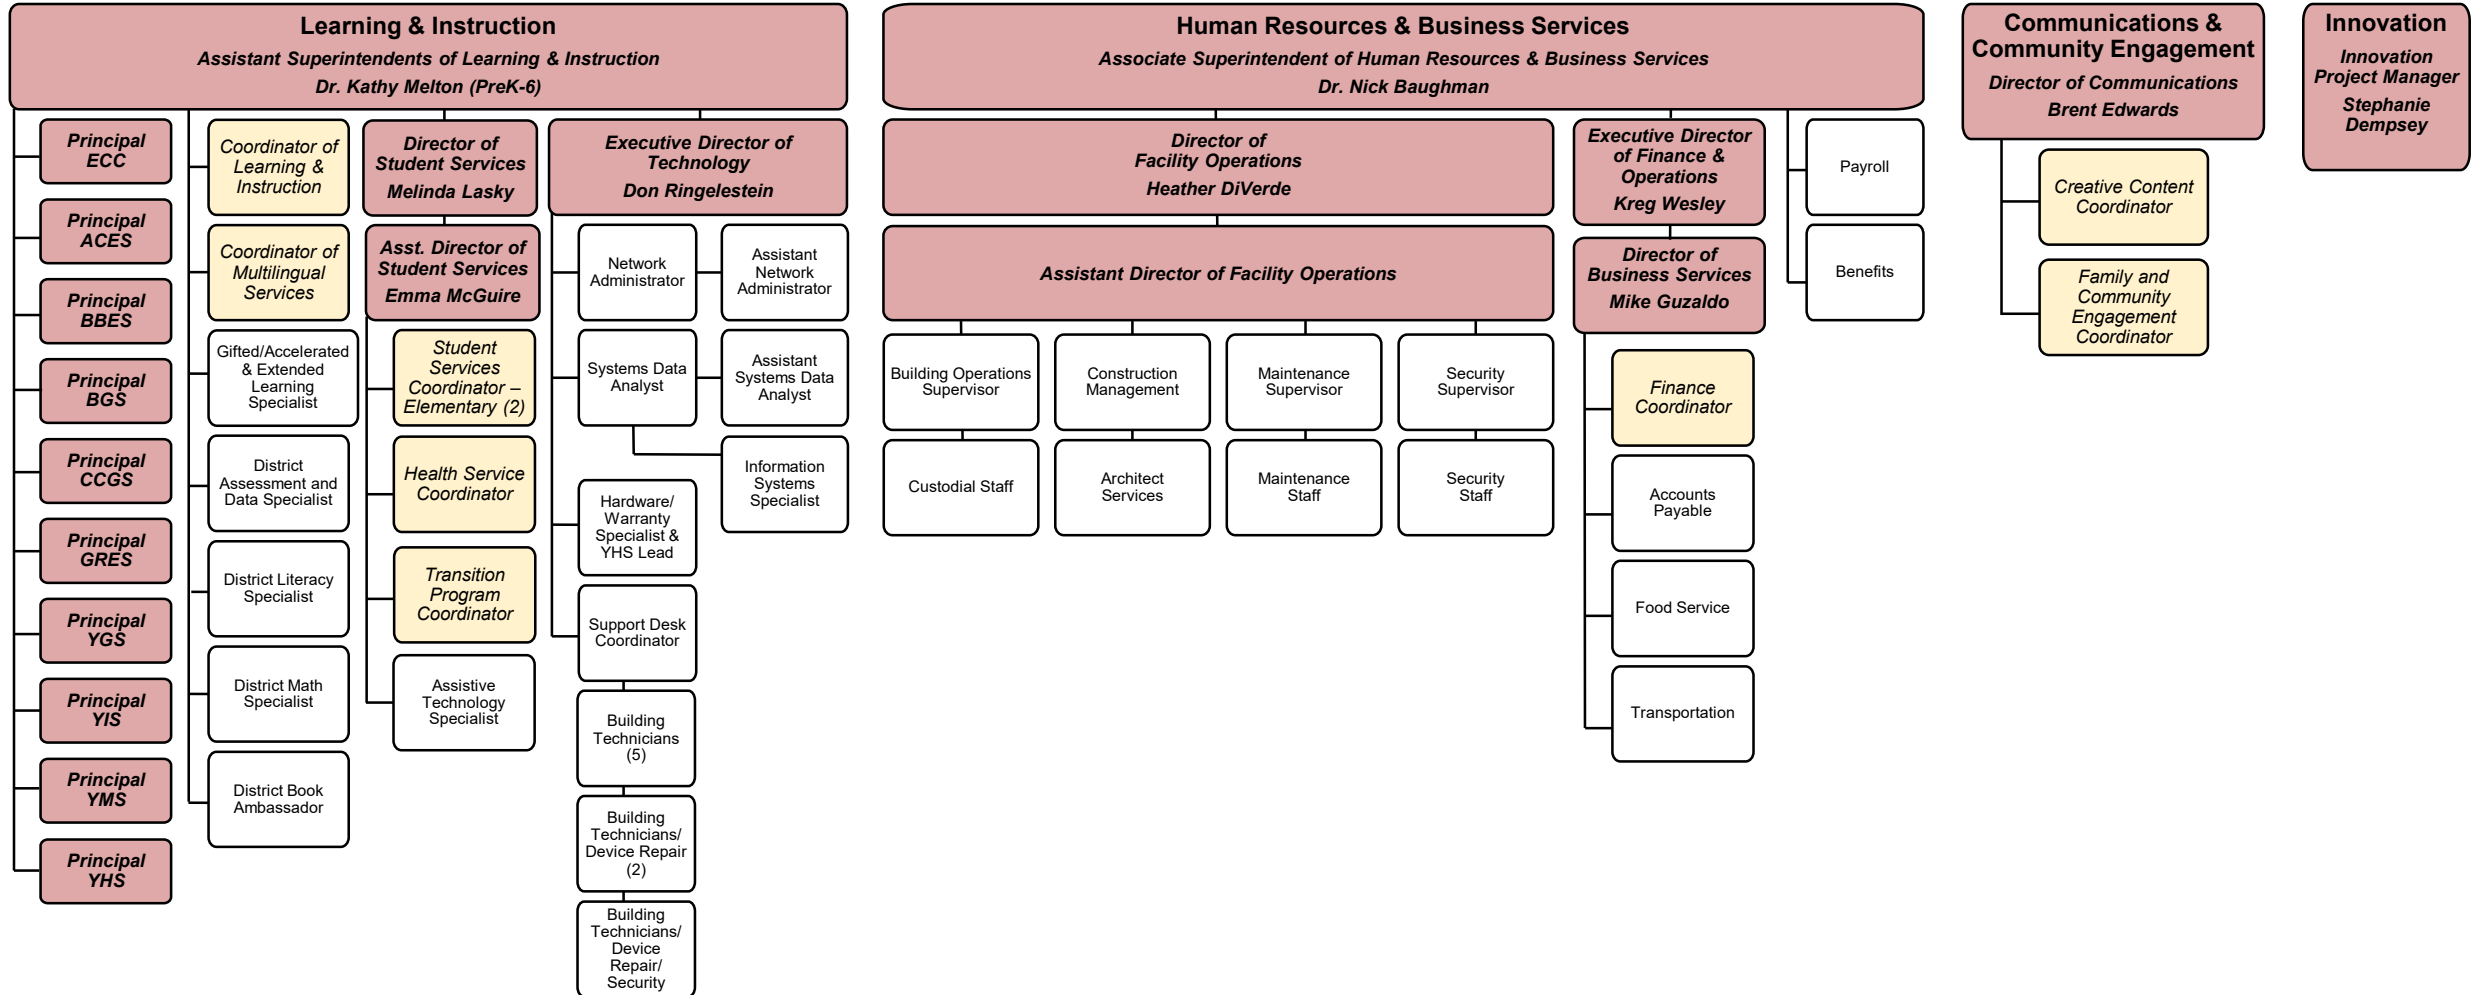 Learning & Instruction
Assistant Superintendents of Learning & Instruction
Dr. Kathy Melton (PreK-6)
Principal
ECC
Principal
ACES
Principal
BBES
Principal
BGS
Principal
CCGS
Principal
GRES
Principal
YGS
Principal
YIS
Principal
YMS
Principal
YHS
Coordinator of
Learning &
Instruction
Coordinator of
Multilingual
Services
Gifted/Accelerated
& Extended
Learning
Specialist
District
Assessment and
Data Specialist
District Literacy
Specialist
District Math
Specialist
District Book
Ambassador
Director of
Student Services
Melinda Lasky
Asst. Director of
Student Services
Emma McGuire
Student
Services
Coordinator –
Elementary (2)
Health Service
Coordinator
Transition
Program
Coordinator
Assistive
Technology
Specialist
Executive Director of
Technology
Don Ringelestein
Network
Administrator
Assistant
Network
Administrator
Systems Data
Analyst
Assistant
Systems Data
Analyst
Information
Systems
Specialist
Hardware/
Warranty
Specialist &
YHS Lead
Support Desk
Coordinator
Building
Technicians
(5)
Building
Technicians/
Device Repair
(2)
Building
Technicians/
Device
Repair/
Security
Human Resources & Business Services
Associate Superintendent of Human Resources & Business Services
Dr. Nick Baughman
Director of
Facility Operations
Heather DiVerde
Assistant Director of Facility Operations
Building Operations
Supervisor
Custodial Staff
Construction
Management
Architect
Services
Maintenance
Supervisor
Maintenance
Staff
Security
Supervisor
Security
Staff
Executive Director
of Finance &
Operations
Kreg Wesley
Director of
Business Services
Mike Guzaldo
Finance
Coordinator
Accounts
Payable
Food Service
Transportation
Payroll
Benefits
Communications &
Community Engagement
Director of Communications
Brent Edwards
Creative Content
Coordinator
Family and
Community
Engagement
Coordinator
Innovation
Innovation
Project Manager
Stephanie
Dempsey